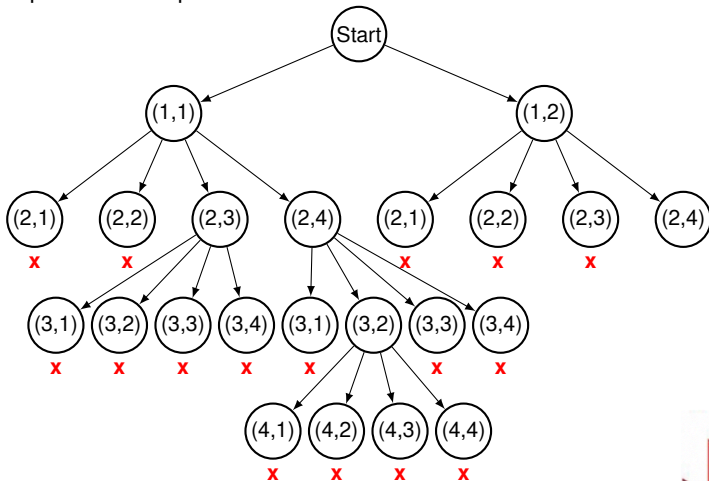 Start
(1,1) (1,2)
(2,1) (2,2) (2,3) (2,4) (2,1) (2,2) (2,3) (2,4)
x x x x x
(3,1) (3,2) (3,3) (3,4) (3,1) (3,2) (3,3) (3,4)
x x x x x x x
(4,1) (4,2) (4,3) (4,4)
x x x x